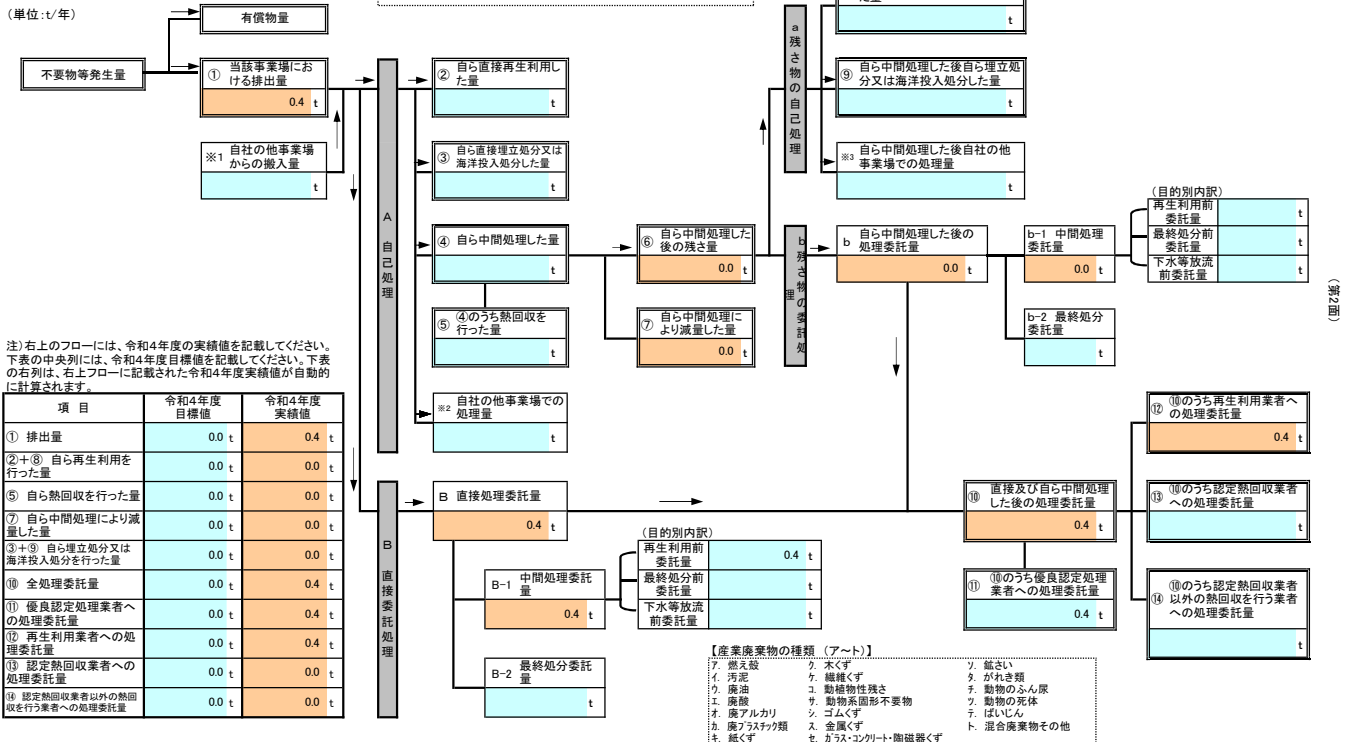 (単位:t/年)
有償物量
不要物等発生量
① 当該事業場にお
ける排出量
0.4 t
※1 自社の他事業場
からの搬入量
t
A
自
己
処
理
② 自ら直接再生利用し
た量
t
③ 自ら直接埋立処分又は
海洋投入処分した量
t
④ 自ら中間処理した量
t
⑤ ④のうち熱回収を
行った量
t
※2 自社の他事業場での
処理量
t
⑥ 自ら中間処理した
後の残さ量
0.0 t
⑦ 自ら中間処理に
より減量した量
0.0 t
a
残
さ
物
の
自
己
処
理
t
⑨ 自ら中間処理した後自ら埋立処
分又は海洋投入処分した量
t
※3 自ら中間処理した後自社の他
事業場での処理量
t
b
残
さ
物
の
委
託
処
理
b 自ら中間処理した後の
処理委託量
0.0 t
b-1 中間処理
委託量
0.0 t
b-2 最終処分
委託量
t
(目的別内訳)
再生利用前
委託量
t
最終処分前
委託量
t
下水等放流
前委託量
t
(第2面)
注)右上のフローには、令和4年度の実績値を記載してください。
下表の中央列には、令和4年度目標値を記載してください。下表
の右列は、右上フローに記載された令和4年度実績値が自動的
に計算されます。
項 目 令和4年度
目標値 令和4年度
実績値
① 排出量 0.0 t 0.4 t
②+⑧ 自ら再生利用を
行った量 0.0 t 0.0 t
⑤ 自ら熱回収を行った量 0.0 t 0.0 t
⑦ 自ら中間処理により減
量した量 0.0 t 0.0 t
③+⑨ 自ら埋立処分又は
海洋投入処分を行った量 0.0 t 0.0 t
⑩ 全処理委託量 0.0 t 0.4 t
⑪ 優良認定処理業者へ
の処理委託量 0.0 t 0.4 t
⑫ 再生利用業者への処
理委託量 0.0 t 0.4 t
⑬ 認定熱回収業者への
処理委託量 0.0 t 0.0 t
⑭ 認定熱回収業者以外の熱回
収を行う業者への処理委託量 0.0 t 0.0 t
B
直
接
委
託
処
理
B 直接処理委託量
0.4 t
B-1 中間処理委託
量
0.4 t
B-2 最終処分委託
量
t
(目的別内訳)
再生利用前
委託量
0.4 t
最終処分前
委託量
t
下水等放流
前委託量
t
⑩ 直接及び自ら中間処理
した後の処理委託量
0.4 t
⑪ ⑩のうち優良認定処理
業者への処理委託量
0.4 t
⑫ ⑩のうち再生利用業者へ
の処理委託量
0.4 t
⑬ ⑩のうち認定熱回収業者
への処理委託量
t
⑭ ⑩のうち認定熱回収業者
以外の熱回収を行う業者
への処理委託量
t
【産業廃棄物の種類 (ア~ト)】
ア. 燃え殻 ク. 木くず ソ. 鉱さい
イ. 汚泥 ケ. 繊維くず タ. がれき類
ウ. 廃油 コ. 動植物性残さ チ. 動物のふん尿
エ. 廃酸 サ. 動物系固形不要物 ツ. 動物の死体
オ. 廃アルカリ シ. ゴムくず テ. ばいじん
カ. 廃プラスチック類 ス. 金属くず ト. 混合廃棄物その他
キ. 紙くず セ. ガラス・コンクリート・陶磁器くず